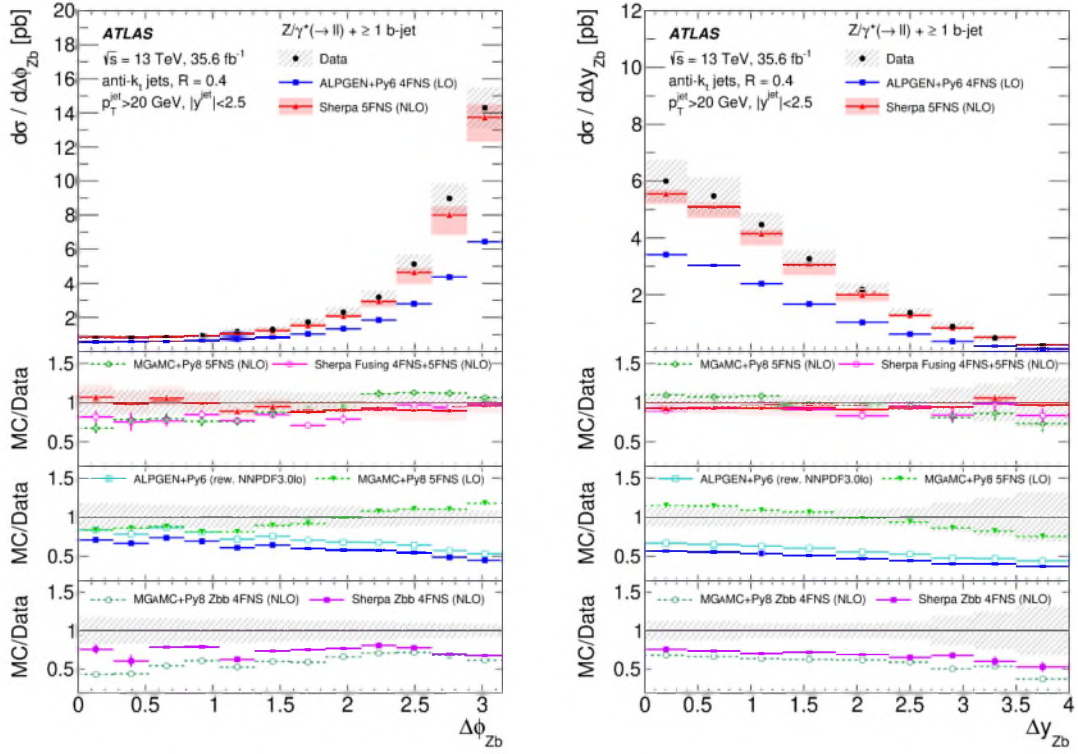 dσ / dΔϕ_Zb [pb]
20
18
16
14
12
10
8
6
4
2
ATLAS
√s = 13 TeV, 35.6 fb⁻¹
anti-k_t jets, R = 0.4
p_T^jet>20 GeV, |y^jet|<2.5
Z/γ*(→ ll) + ≥ 1 b-jet
Data
ALPGEN+Py6 4FNS (LO)
Sherpa 5FNS (NLO)
MC/Data
1.5
1
0.5
MGAMC+Py8 5FNS (NLO)
Sherpa Fusing 4FNS+5FNS (NLO)
MC/Data
1.5
1
0.5
ALPGEN+Py6 (rew. NNPDF3.0lo)
MGAMC+Py8 5FNS (LO)
MC/Data
1.5
1
0.5
MGAMC+Py8 Zbb 4FNS (NLO)
Sherpa Zbb 4FNS (NLO)
0 0.5 1 1.5 2 2.5 3
Δϕ_Zb
dσ / dΔy_Zb [pb]
12
10
8
6
4
2
ATLAS
√s = 13 TeV, 35.6 fb⁻¹
anti-k_t jets, R = 0.4
p_T^jet>20 GeV, |y^jet|<2.5
Z/γ*(→ ll) + ≥ 1 b-jet
Data
ALPGEN+Py6 4FNS (LO)
Sherpa 5FNS (NLO)
MC/Data
1.5
1
0.5
MGAMC+Py8 5FNS (NLO)
Sherpa Fusing 4FNS+5FNS (NLO)
MC/Data
1.5
1
0.5
ALPGEN+Py6 (rew. NNPDF3.0lo)
MGAMC+Py8 5FNS (LO)
MC/Data
1.5
1
0.5
MGAMC+Py8 Zbb 4FNS (NLO)
Sherpa Zbb 4FNS (NLO)
0 0.5 1 1.5 2 2.5 3 3.5 4
Δy_Zb